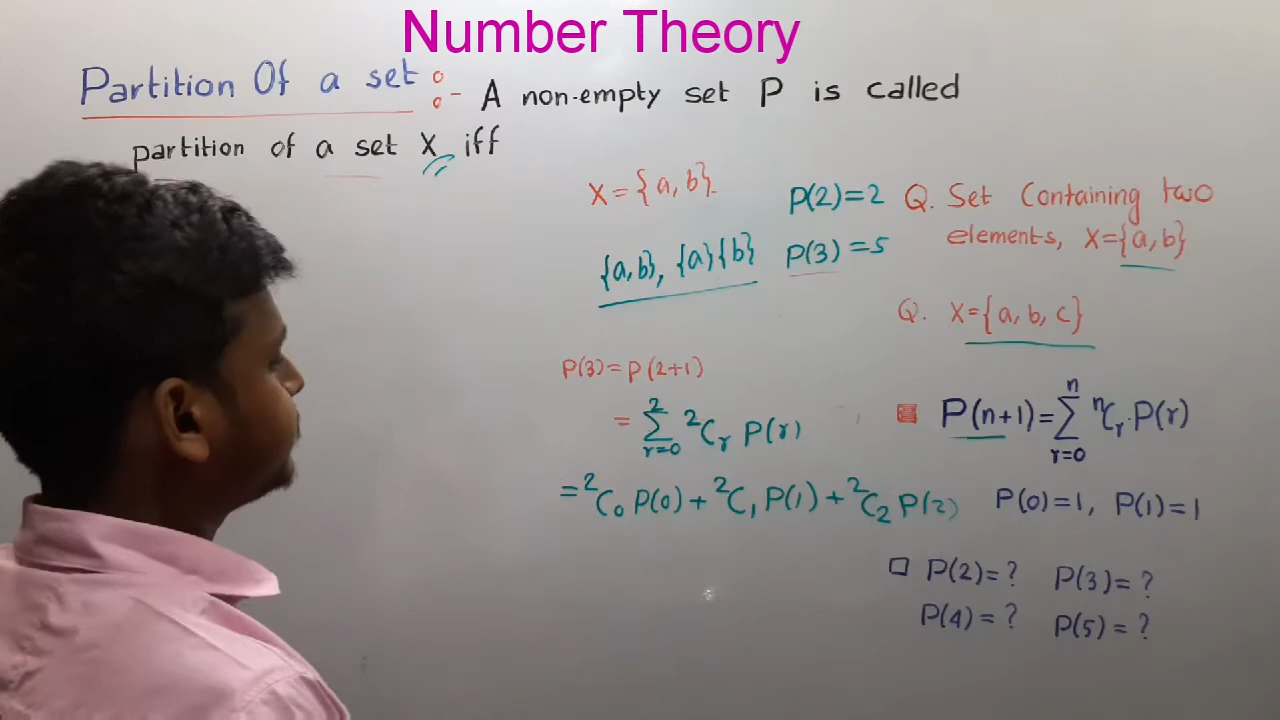 Number Theory
Partition Of a set :- A non-empty set P is called
partition of a set X iff
X = {a, b}.
{a,b}, {a}{b}
P(2)=2
P(3)=5
Q. Set Containing two
elements, X={a,b}
Q. X={a, b, c}
P(3)= P(2+1)
= ∑_{r=0}^{2} ²C_r P(r)
= ²C₀ P(0) + ²C₁ P(1) + ²C₂ P(2)
P(n+1)= ∑_{r=0}^{n} ⁿC_r. P(r)
P(0)=1, P(1)=1
P(2)=? P(3)=?
P(4)=? P(5)=?